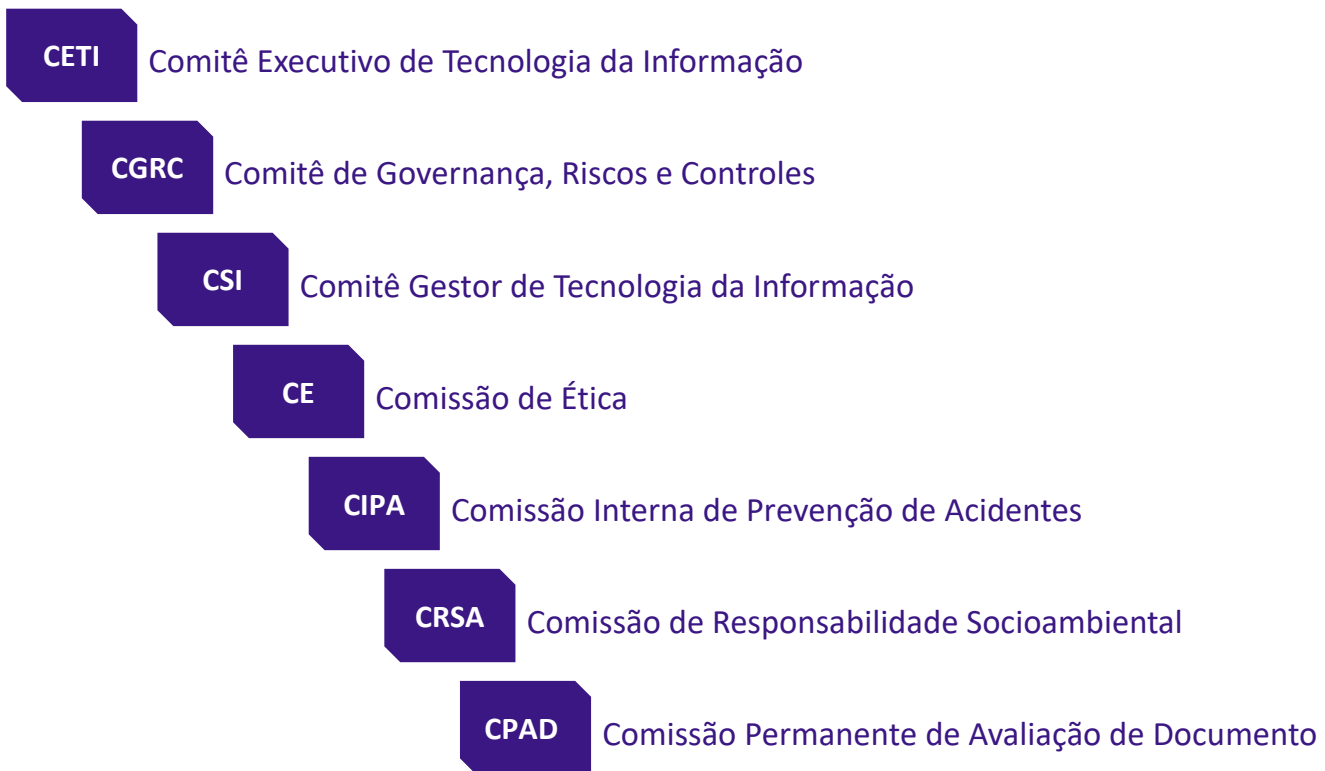 CETI Comitê Executivo de Tecnologia da Informação
CGRC Comitê de Governança, Riscos e Controles
CSI Comitê Gestor de Tecnologia da Informação
CE Comissão de Ética
CIPA Comissão Interna de Prevenção de Acidentes
CRSA Comissão de Responsabilidade Socioambiental
CPAD Comissão Permanente de Avaliação de Documento